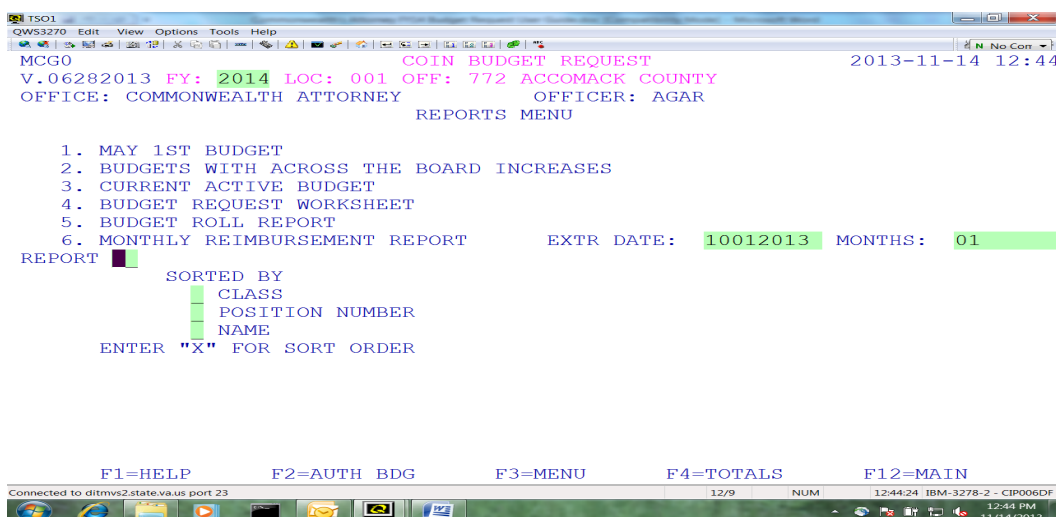 TSO1
QWS3270 Edit View Options Tools Help
N No Con
MCG0 COIN BUDGET REQUEST 2013-11-14 12:44
V.06282013 FY: 2014 LOC: 001 OFF: 772 ACCOMACK COUNTY
OFFICE: COMMONWEALTH ATTORNEY OFFICER: AGAR
REPORTS MENU
1. MAY 1ST BUDGET
2. BUDGETS WITH ACROSS THE BOARD INCREASES
3. CURRENT ACTIVE BUDGET
4. BUDGET REQUEST WORKSHEET
5. BUDGET ROLL REPORT
6. MONTHLY REIMBURSEMENT REPORT EXTR DATE: 10012013 MONTHS: 01
REPORT _
SORTED BY
_ CLASS
_ POSITION NUMBER
_ NAME
ENTER "X" FOR SORT ORDER
F1=HELP F2=AUTH BDG F3=MENU F4=TOTALS F12=MAIN
Connected to ditmvs2.state.va.us port 23 12/9 NUM 12:44:24 IBM-3278-2 - CIP006DF
12:44 PM
11/14/2013